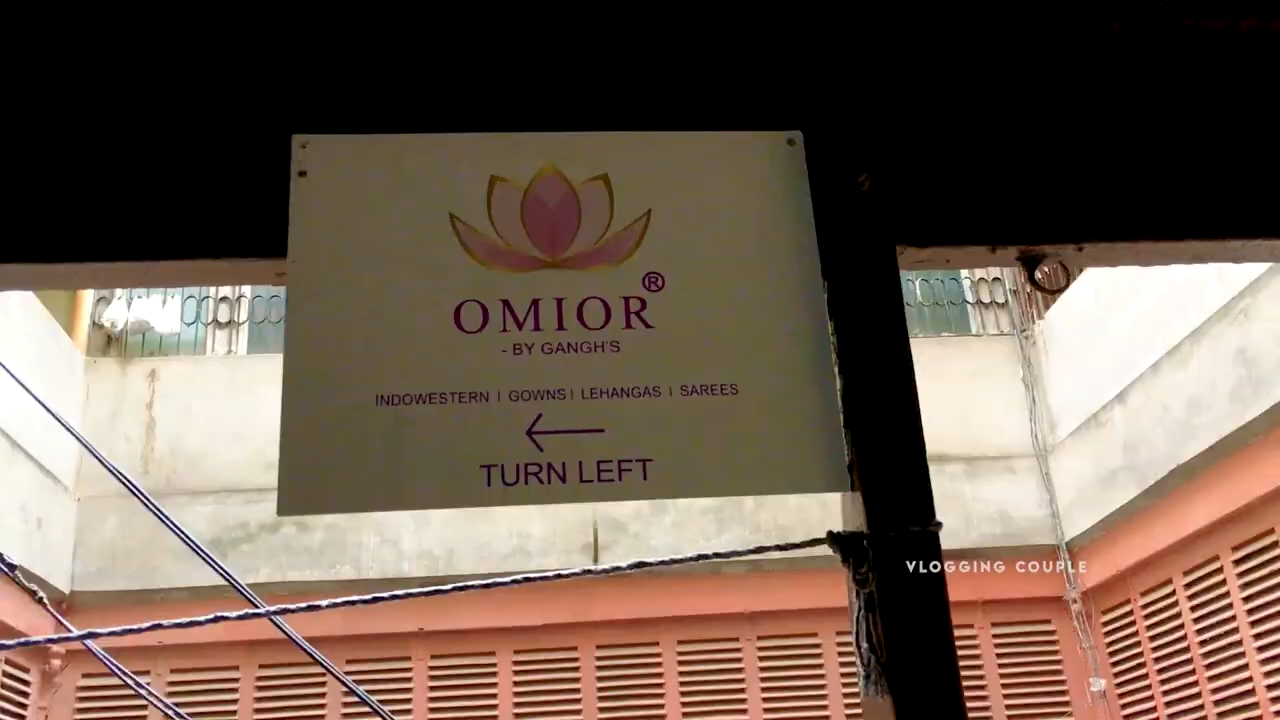 OMIOR®
- BY GANGH'S
INDOWESTERN | GOWNS | LEHANGAS | SAREES
TURN LEFT
VLOGGING COUPLE